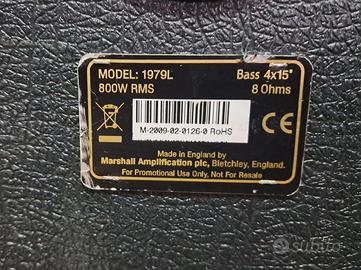 MODEL: 1979L Bass 4x15"
800W RMS 8 Ohms
M-2009-02-0126-0 RoHS
CE
Made in England by
Marshall Amplification plc, Bletchley, England.
For Promotional Use Only, Not For Resale
subito